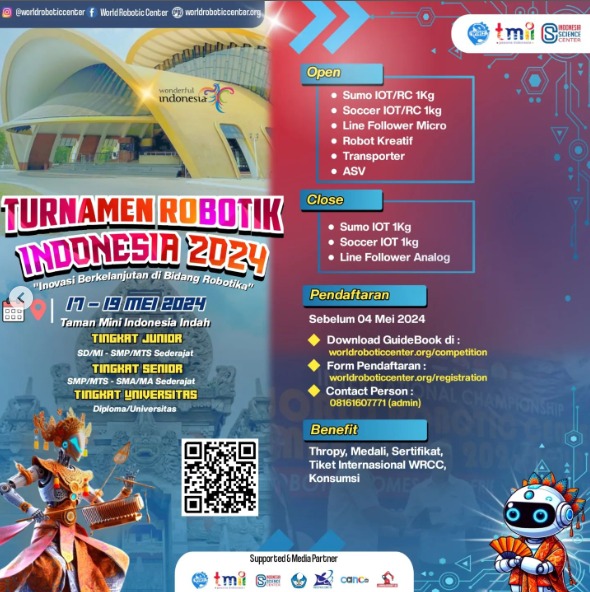 @worldroboticcenter World Robotic Center worldroboticcenter.org
tmii
INDONESIA
SCIENCE
CENTER
wonderful
indonesia
TURNAMEN ROBOTIK
INDONESIA 2024
"Inovasi Berkelanjutan di Bidang Robotika"
17 - 19 MEI 2024
Taman Mini Indonesia Indah
TINGKAT JUNIOR
SD/MI - SMP/MTS Sederajat
TINGKAT SENIOR
SMP/MTS - SMA/MA Sederajat
TINGKAT UNIVERSITAS
Diploma/Universitas
Open
Sumo IOT/RC 1Kg
Soccer IOT/RC 1kg
Line Follower Micro
Robot Kreatif
Transporter
ASV
Close
Sumo IOT 1Kg
Soccer IOT 1kg
Line Follower Analog
Pendaftaran
Sebelum 04 Mei 2024
Download GuideBook di :
worldroboticcenter.org/competition
Form Pendaftaran :
worldroboticcenter.org/registration
Contact Person :
08161607771 (admin)
Benefit
Thropy, Medali, Sertifikat,
Tiket Internasional WRCC,
Konsumsi
Supported & Media Partner
tmii